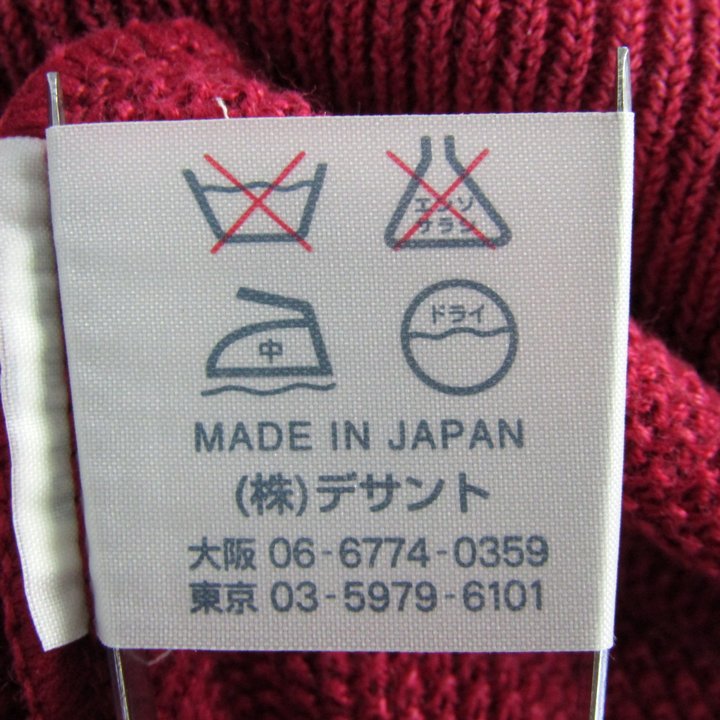 エンソ
サラシ
中
ドライ
MADE IN JAPAN
(株)デサント
大阪 06-6774-0359
東京 03-5979-6101